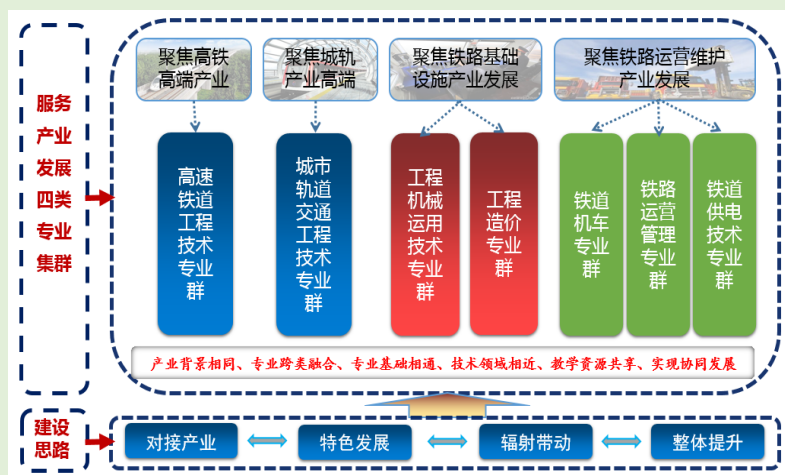 服务
产业
发展
四类
专业
集群
聚焦高铁
高端产业
聚焦城轨
产业高端
聚焦铁路基础
设施产业发展
聚焦铁路运营维护
产业发展
高速
铁道
工程
技术
专业
群
城市
轨道
交通
工程
技术
专业
群
工程
机械
运用
技术
专业
群
工程
造价
专业
群
铁道
机车
专业
群
铁路
运营
管理
专业
群
铁道
供电
技术
专业
群
产业背景相同、专业跨类融合、专业基础相通、技术领域相近、教学资源共享、实现协同发展
建设
思路
对接产业
特色发展
辐射带动
整体提升